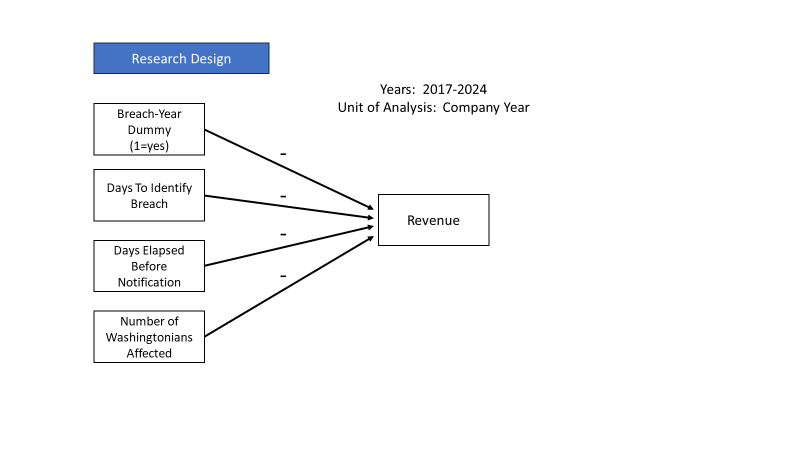 Research Design
Years: 2017-2024
Unit of Analysis: Company Year
Breach-Year
Dummy
(1=yes)
-
Days To Identify
Breach
-
Revenue
Days Elapsed
Before
Notification
-
Number of
Washingtonians
Affected
-